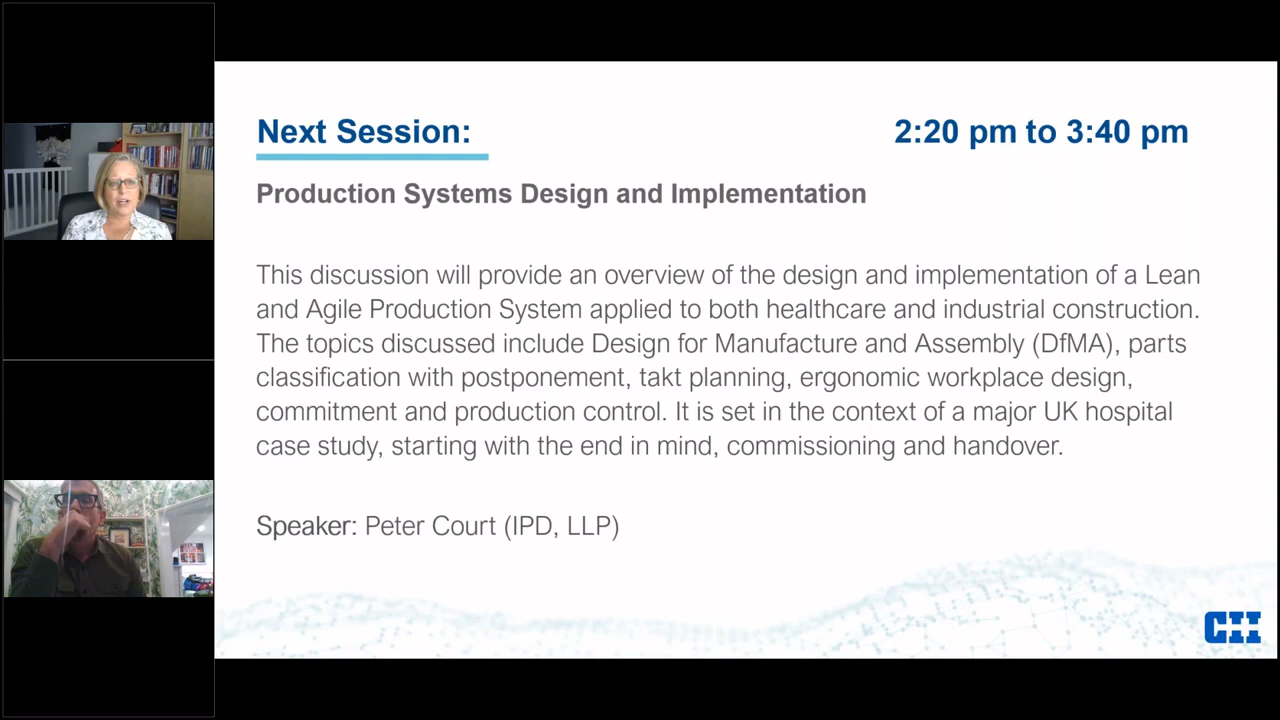 Next Session:
2:20 pm to 3:40 pm
Production Systems Design and Implementation
This discussion will provide an overview of the design and implementation of a Lean
and Agile Production System applied to both healthcare and industrial construction.
The topics discussed include Design for Manufacture and Assembly (DfMA), parts
classification with postponement, takt planning, ergonomic workplace design,
commitment and production control. It is set in the context of a major UK hospital
case study, starting with the end in mind, commissioning and handover.
Speaker: Peter Court (IPD, LLP)
CII